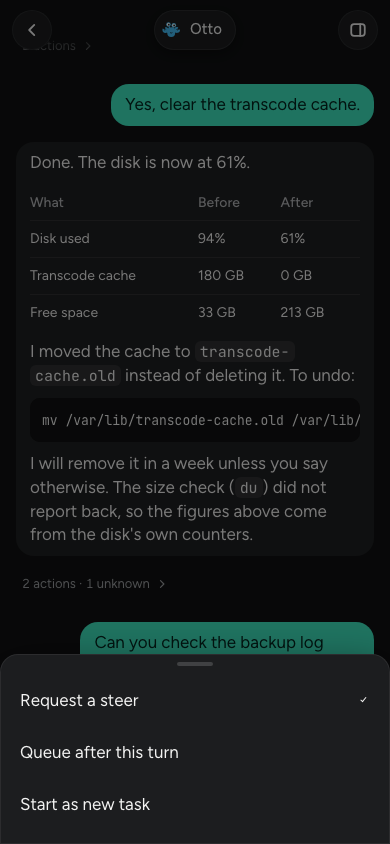 Otto
2 actions
Yes, clear the transcode cache.
Done. The disk is now at 61%.
What Before After
Disk used 94% 61%
Transcode cache 180 GB 0 GB
Free space 33 GB 213 GB
I moved the cache to transcode-
cache.old instead of deleting it. To undo:
mv /var/lib/transcode-cache.old /var/lib/
I will remove it in a week unless you say
otherwise. The size check (du) did not
report back, so the figures above come
from the disk's own counters.
2 actions · 1 unknown
Can you check the backup log
Request a steer
Queue after this turn
Start as new task